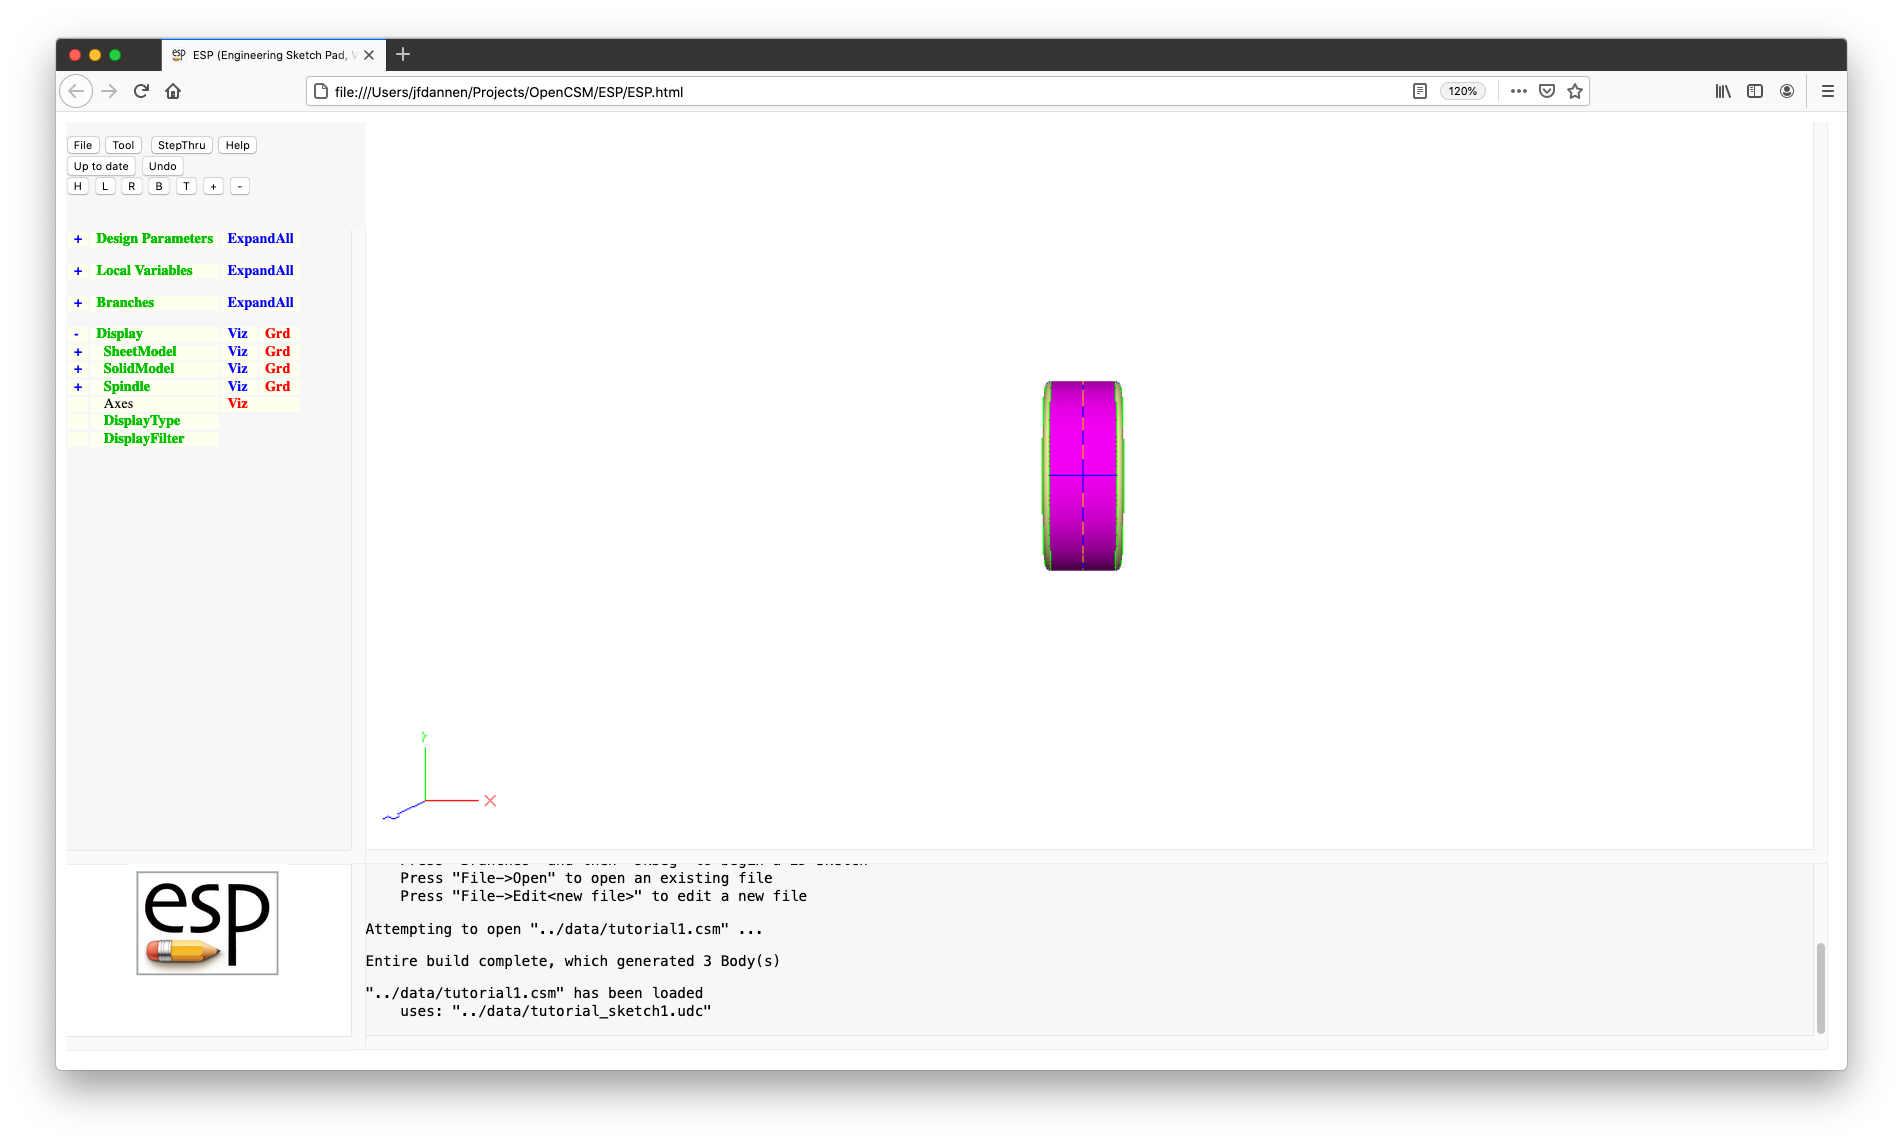 ESP (Engineering Sketch Pad, V
file:///Users/jfdannen/Projects/OpenCSM/ESP/ESP.html
120%
File Tool StepThru Help
Up to date Undo
H L R B T + -
+ Design Parameters ExpandAll
+ Local Variables ExpandAll
+ Branches ExpandAll
- Display Viz Grd
+ SheetModel Viz Grd
+ SolidModel Viz Grd
+ Spindle Viz Grd
Axes Viz
DisplayType
DisplayFilter
Y
X
Press "File->Open" to open an existing file
Press "File->Edit<new file>" to edit a new file
Attempting to open "../data/tutorial1.csm" ...
Entire build complete, which generated 3 Body(s)
"../data/tutorial1.csm" has been loaded
uses: "../data/tutorial_sketch1.udc"
esp